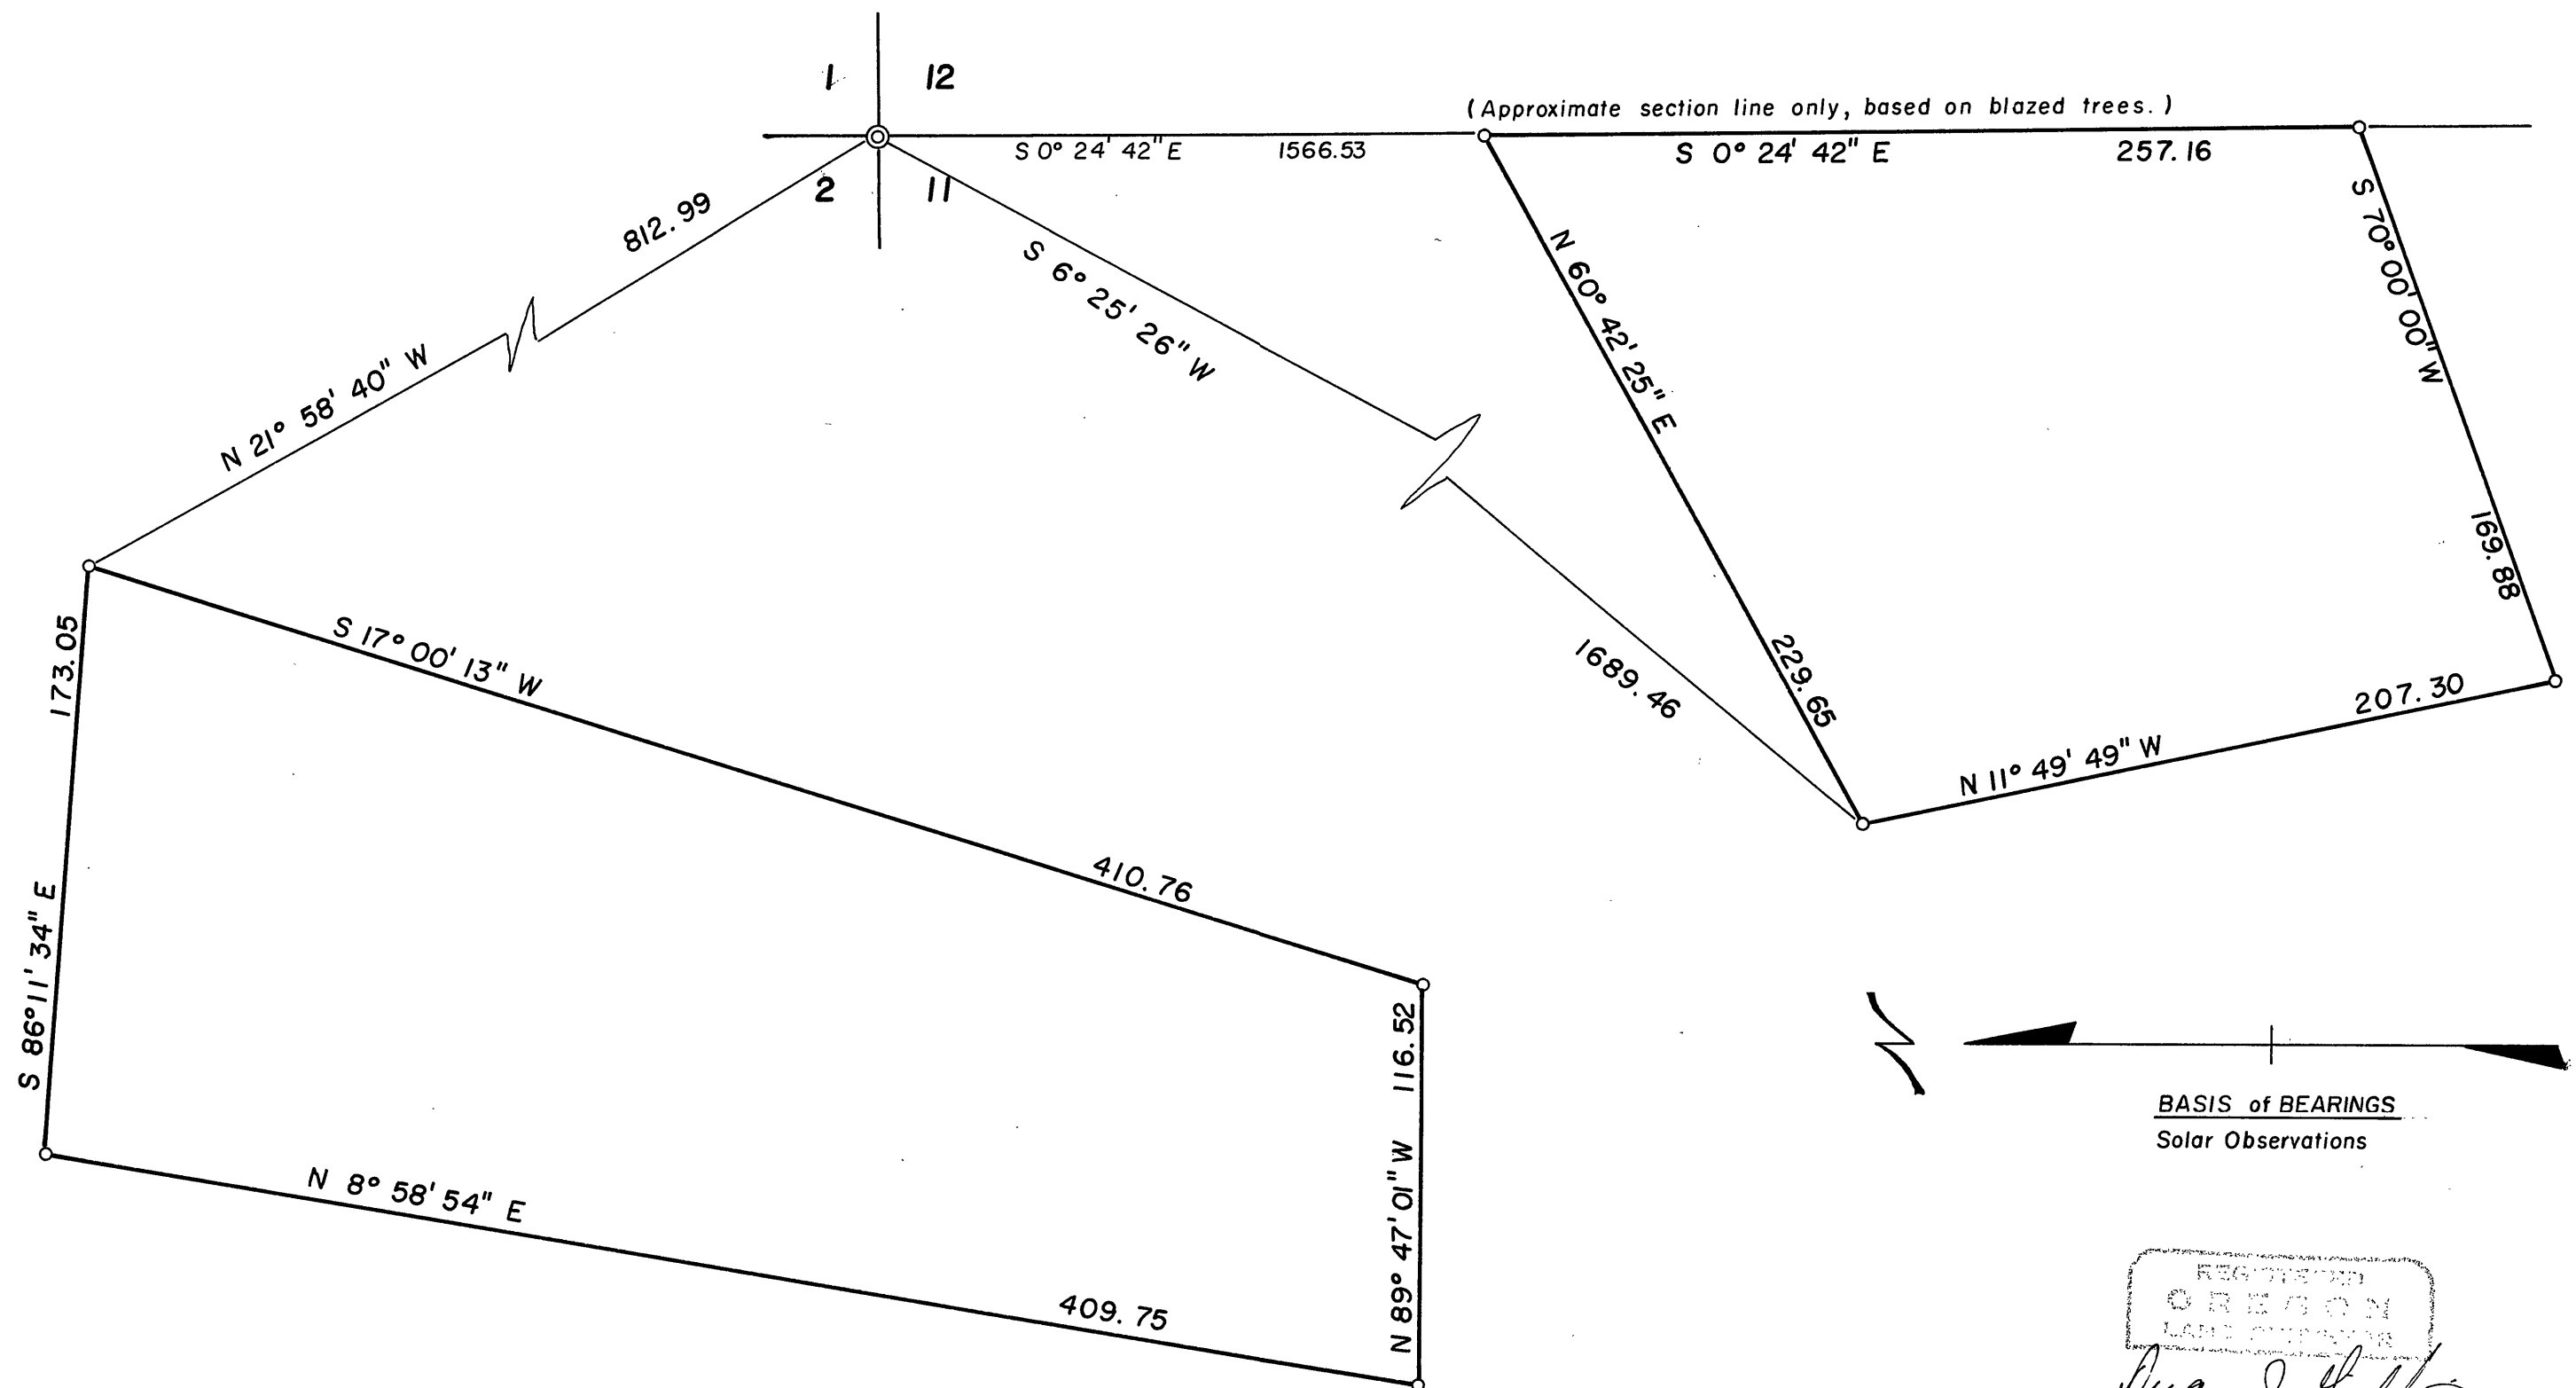 1 12
(Approximate section line only, based on blazed trees.)
S 0° 24' 42" E 1566.53
S 0° 24' 42" E 257.16
2 11
812.99
N 21° 58' 40" W
S 6° 25' 26" W
1689.46
N 60° 42' 25" E
229.65
S 70° 00' 00" W
169.88
207.30
N 11° 49' 49" W
173.05
S 86° 11' 34" E
S 17° 00' 13" W
410.76
116.52
N 89° 47' 01" W
N 8° 58' 54" E
409.75
BASIS of BEARINGS
Solar Observations
REGISTERED
OREGON
LAND SURVEYOR